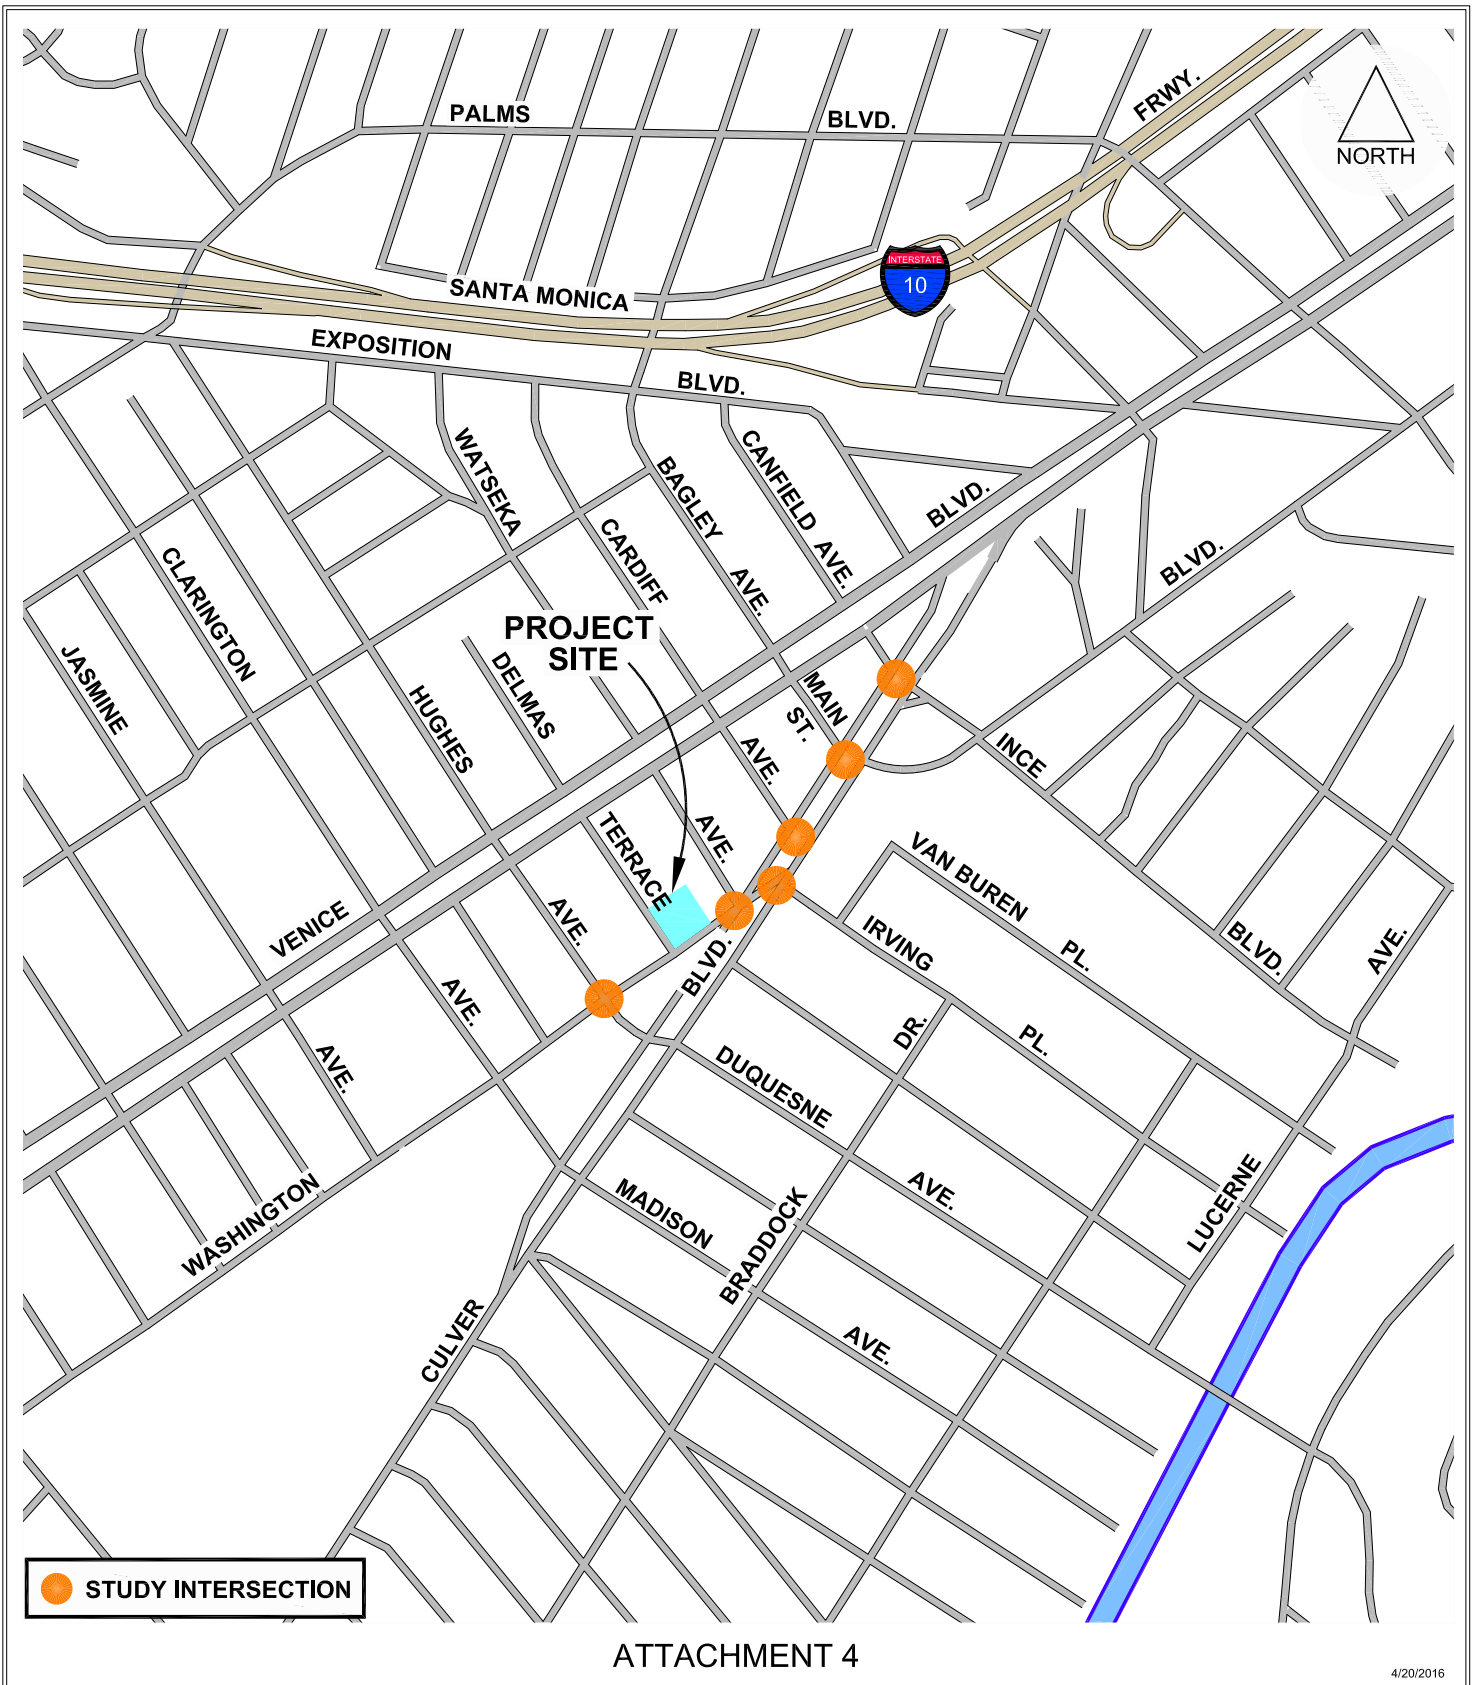 FRWY.
PALMS
BLVD.
NORTH
INTERSTATE
10
SANTA MONICA
EXPOSITION
BLVD.
WATSEKA
CANFIELD AVE.
BAGLEY AVE.
BLVD.
CARDIFF
BLVD.
CLARINGTON
PROJECT
SITE
JASMINE
DELMAS
HUGHES
MAIN
ST.
AVE.
INCE
TERRACE
AVE.
VAN BUREN
PL.
VENICE
AVE.
IRVING
PL.
BLVD.
AVE.
BLVD.
AVE.
DR.
AVE.
DUQUESNE
AVE.
WASHINGTON
MADISON
AVE.
BRADDOCK
LUCERNE
CULVER
STUDY INTERSECTION
ATTACHMENT 4
4/20/2016